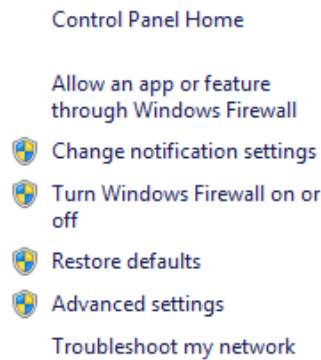 Control Panel Home
Allow an app or feature
through Windows Firewall
Change notification settings
Turn Windows Firewall on or
off
Restore defaults
Advanced settings
Troubleshoot my network